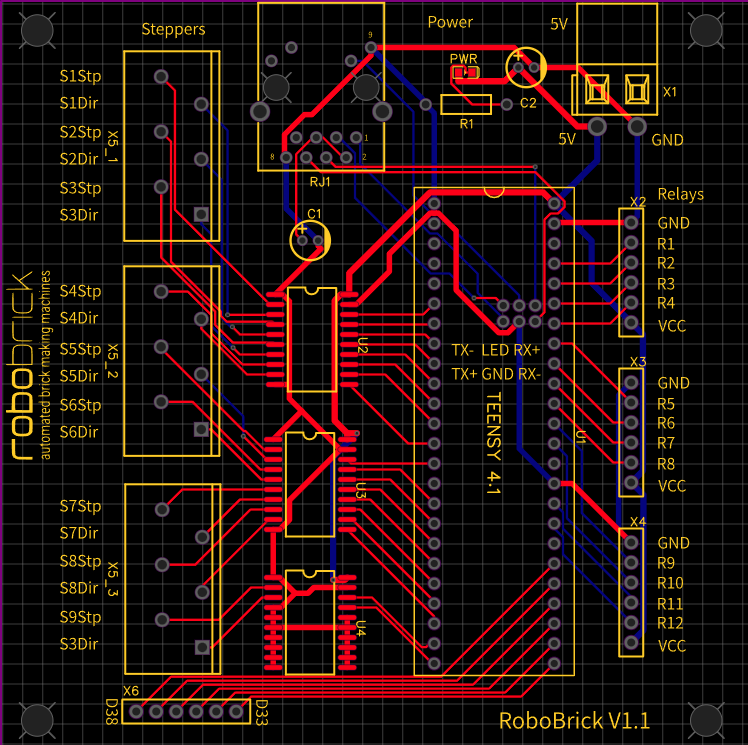 Steppers
Power
5V
9
PWR
S1Stp
S1Dir
S2Stp
S2Dir
S3Stp
S3Dir
X5_1
1
8
2
RJ1
R1
C2
X1
5V
GND
C1
Relays
X2
GND
R1
R2
R3
R4
VCC
S4Stp
S4Dir
S5Stp
S5Dir
S6Stp
S6Dir
X5_2
U2
TX- LED RX+
TX+ GND RX-
TEENSY 4.1
U1
X3
GND
R5
R6
R7
R8
VCC
robobrick
automated brick making machines
S7Stp
S7Dir
S8Stp
S8Dir
S9Stp
S3Dir
X5_3
U3
U4
X4
GND
R9
R10
R11
R12
VCC
X6
D38
D33
RoboBrick V1.1